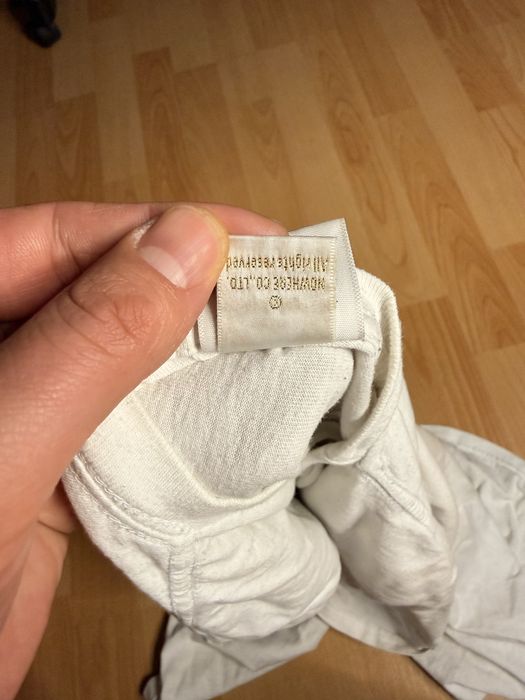 ©
NOWHERE CO.,LTD.
All rights reserved